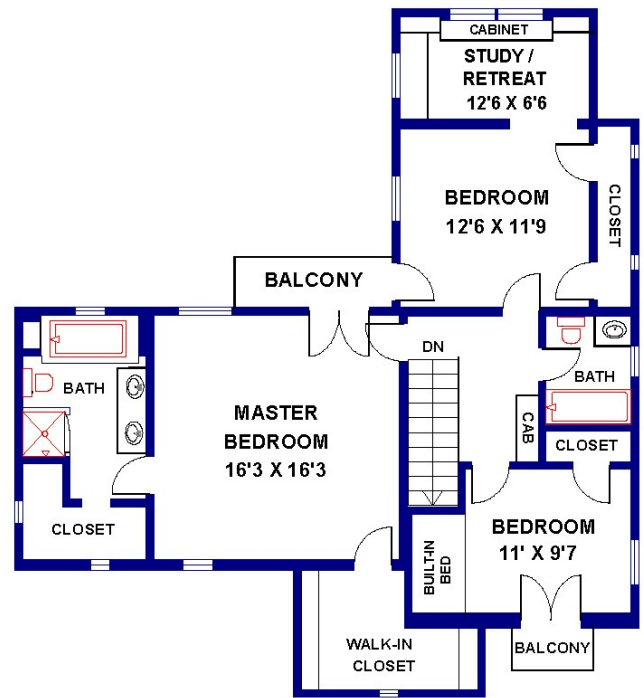 CABINET
STUDY /
RETREAT
12'6 X 6'6
BEDROOM
12'6 X 11'9
CLOSET
BALCONY
DN
BATH
BATH
MASTER
BEDROOM
16'3 X 16'3
CAB
CLOSET
CLOSET
BEDROOM
11' X 9'7
BUILT-IN
BED
WALK-IN
CLOSET
BALCONY